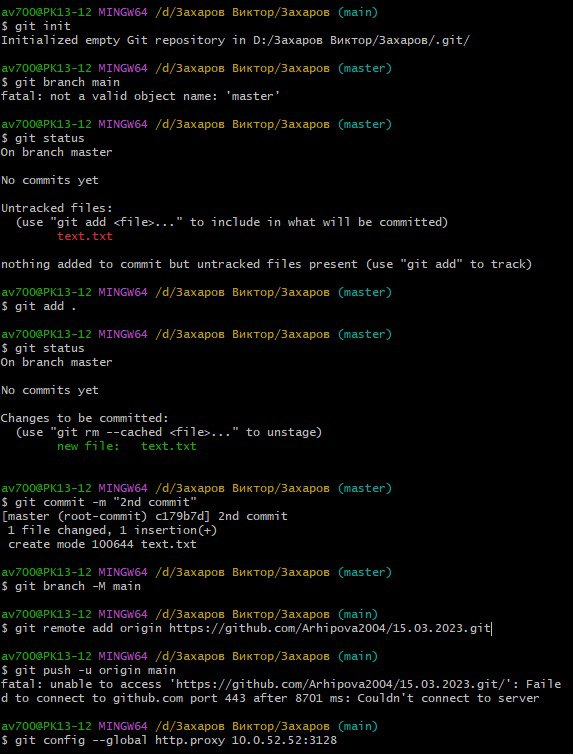 av700@PK13-12 MINGW64 /d/Захаров Виктор/Захаров (main)
$ git init
Initialized empty Git repository in D:/Захаров Виктор/Захаров/.git/
av700@PK13-12 MINGW64 /d/Захаров Виктор/Захаров (master)
$ git branch main
fatal: not a valid object name: 'master'
av700@PK13-12 MINGW64 /d/Захаров Виктор/Захаров (master)
$ git status
On branch master
No commits yet
Untracked files:
(use "git add <file>..." to include in what will be committed)
text.txt
nothing added to commit but untracked files present (use "git add" to track)
av700@PK13-12 MINGW64 /d/Захаров Виктор/Захаров (master)
$ git add .
av700@PK13-12 MINGW64 /d/Захаров Виктор/Захаров (master)
$ git status
On branch master
No commits yet
Changes to be committed:
(use "git rm --cached <file>..." to unstage)
new file:   text.txt
av700@PK13-12 MINGW64 /d/Захаров Виктор/Захаров (master)
$ git commit -m "2nd commit"
[master (root-commit) c179b7d] 2nd commit
1 file changed, 1 insertion(+)
create mode 100644 text.txt
av700@PK13-12 MINGW64 /d/Захаров Виктор/Захаров (master)
$ git branch -M main
av700@PK13-12 MINGW64 /d/Захаров Виктор/Захаров (main)
$ git remote add origin https://github.com/Arhipova2004/15.03.2023.git
av700@PK13-12 MINGW64 /d/Захаров Виктор/Захаров (main)
$ git push -u origin main
fatal: unable to access 'https://github.com/Arhipova2004/15.03.2023.git/': Faile
d to connect to github.com port 443 after 8701 ms: Couldn't connect to server
av700@PK13-12 MINGW64 /d/Захаров Виктор/Захаров (main)
$ git config --global http.proxy 10.0.52.52:3128